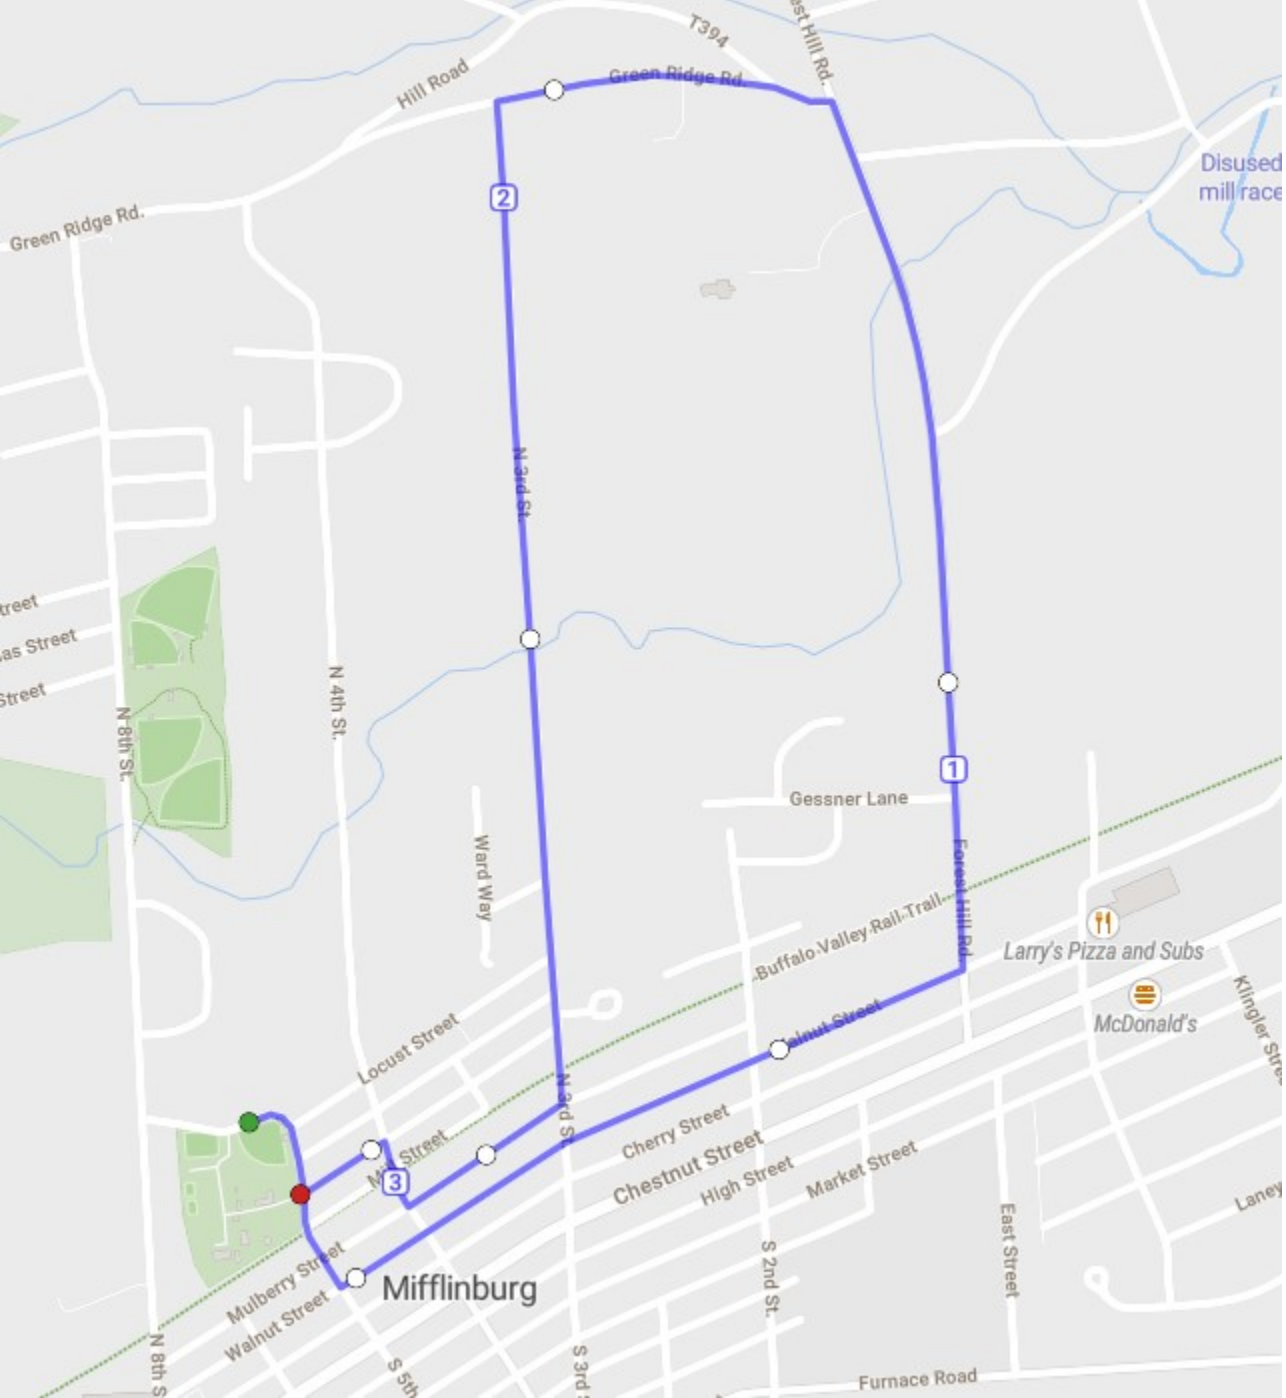 T394
est Hill Rd.
Hill Road
Green Ridge Rd.
Disused
mill race
2
Green Ridge Rd.
N 3rd St.
treet
as Street
Street
N 4th St.
N 8th St.
1
Gessner Lane
Ward Way
Forest Hill Rd.
Buffalo Valley Rail Trail
Larry's Pizza and Subs
McDonald's
Klingler Stre
Walnut Street
Locust Street
N 3rd St.
Cherry Street
Street
3
Chestnut Street
High Street
Market Street
Laney
East Street
S 2nd St.
Mulberry Street
Mifflinburg
Walnut Street
N 8th S
S 5th
S 3rd
Furnace Road